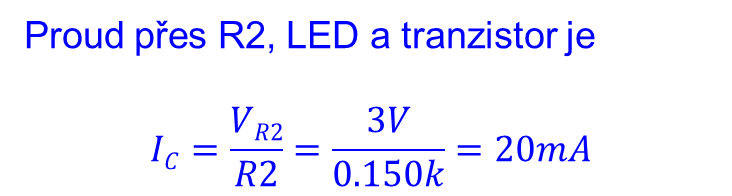 Proud přes R2, LED a tranzistor je
I_C = V_R2 / R2 = 3V / 0.150k = 20mA